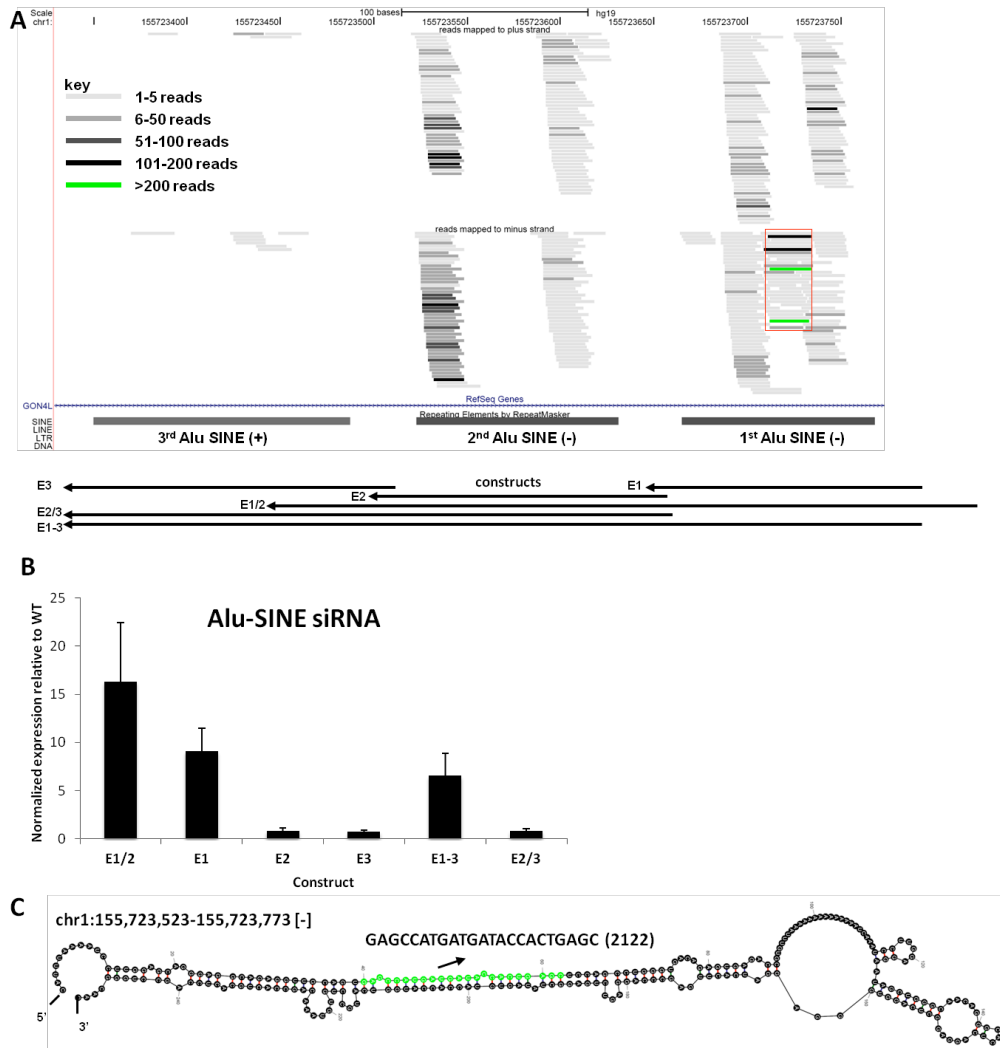 A
Scale
100 bases
hg19
chr1:
155723400
155723450
155723500
155723550
155723600
155723650
155723700
155723750
reads mapped to plus strand
key
1-5 reads
6-50 reads
51-100 reads
101-200 reads
>200 reads
reads mapped to minus strand
RefSeq Genes
GON4L
Repeating Elements by RepeatMasker
SINE
LINE
LTR
DNA
3rd Alu SINE (+)
2nd Alu SINE (-)
1st Alu SINE (-)
constructs
E3
E1
E2
E1/2
E2/3
E1-3
B
Alu-SINE siRNA
Normalized expression relative to WT
25
20
15
10
5
0
E1/2
E1
E2
E3
E1-3
E2/3
Construct
C
chr1:155,723,523-155,723,773 [-]
GAGCCATGATGATACCACTGAGC (2122)
5'
3'